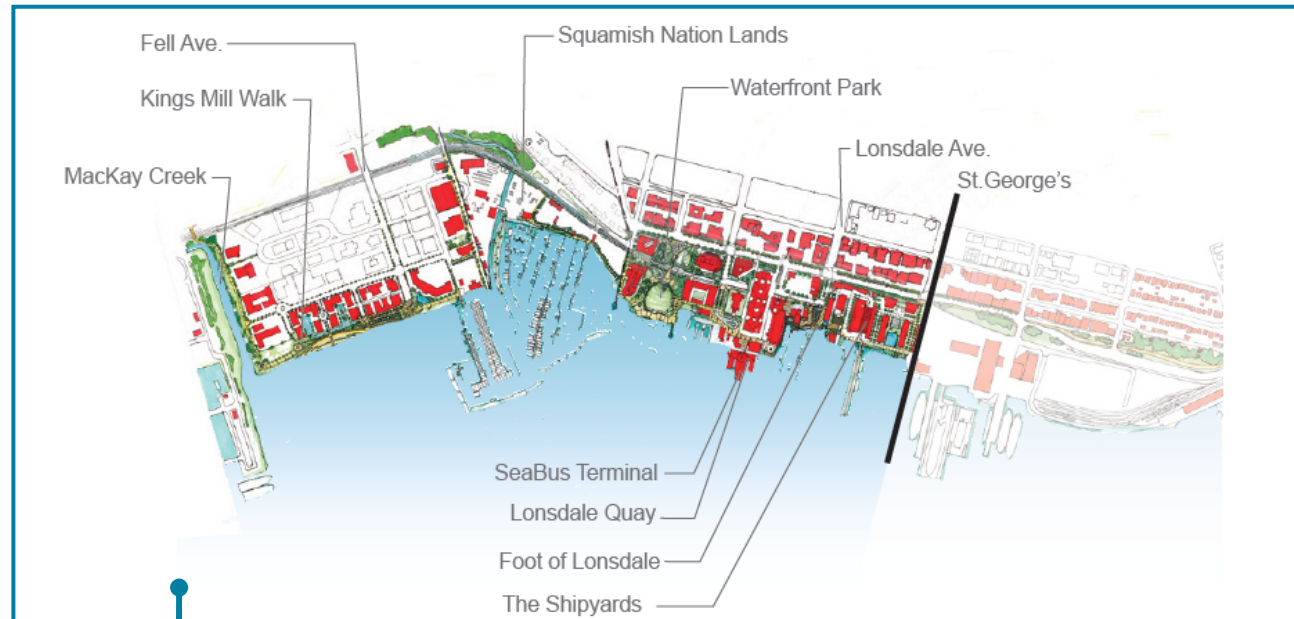 Fell Ave.
Squamish Nation Lands
Kings Mill Walk
Waterfront Park
MacKay Creek
Lonsdale Ave.
St.George's
SeaBus Terminal
Lonsdale Quay
Foot of Lonsdale
The Shipyards